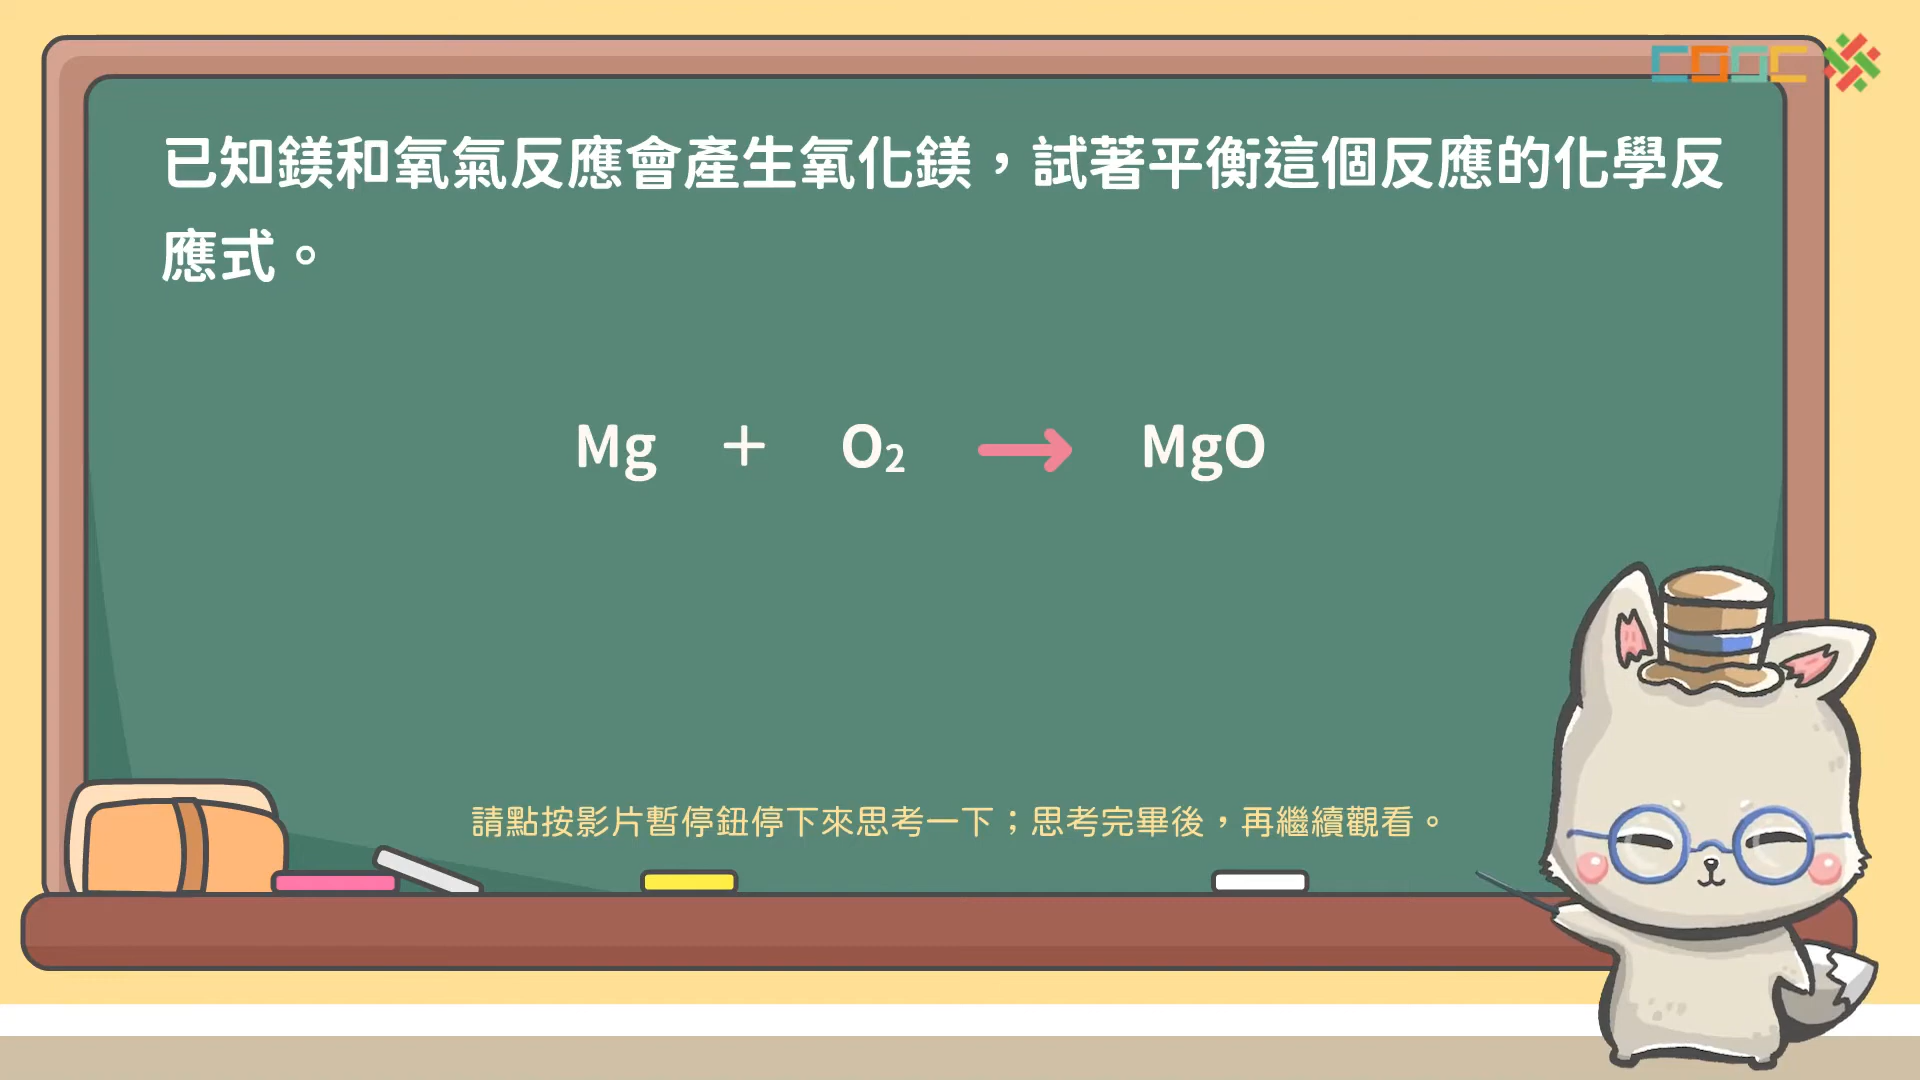 COOC
已知鎂和氧氣反應會產生氧化鎂,試著平衡這個反應的化學反
應式。
Mg + O₂ → MgO
請點按影片暫停鈕停下來思考一下;思考完畢後,再繼續觀看。